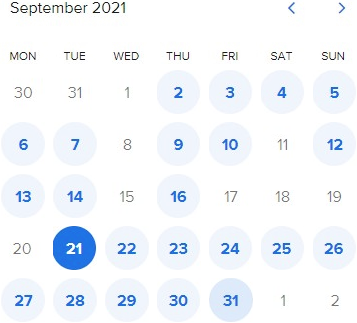 September 2021
MON TUE WED THU FRI SAT SUN
30 31 1 2 3 4 5
6 7 8 9 10 11 12
13 14 15 16 17 18 19
20 21 22 23 24 25 26
27 28 29 30 31 1 2